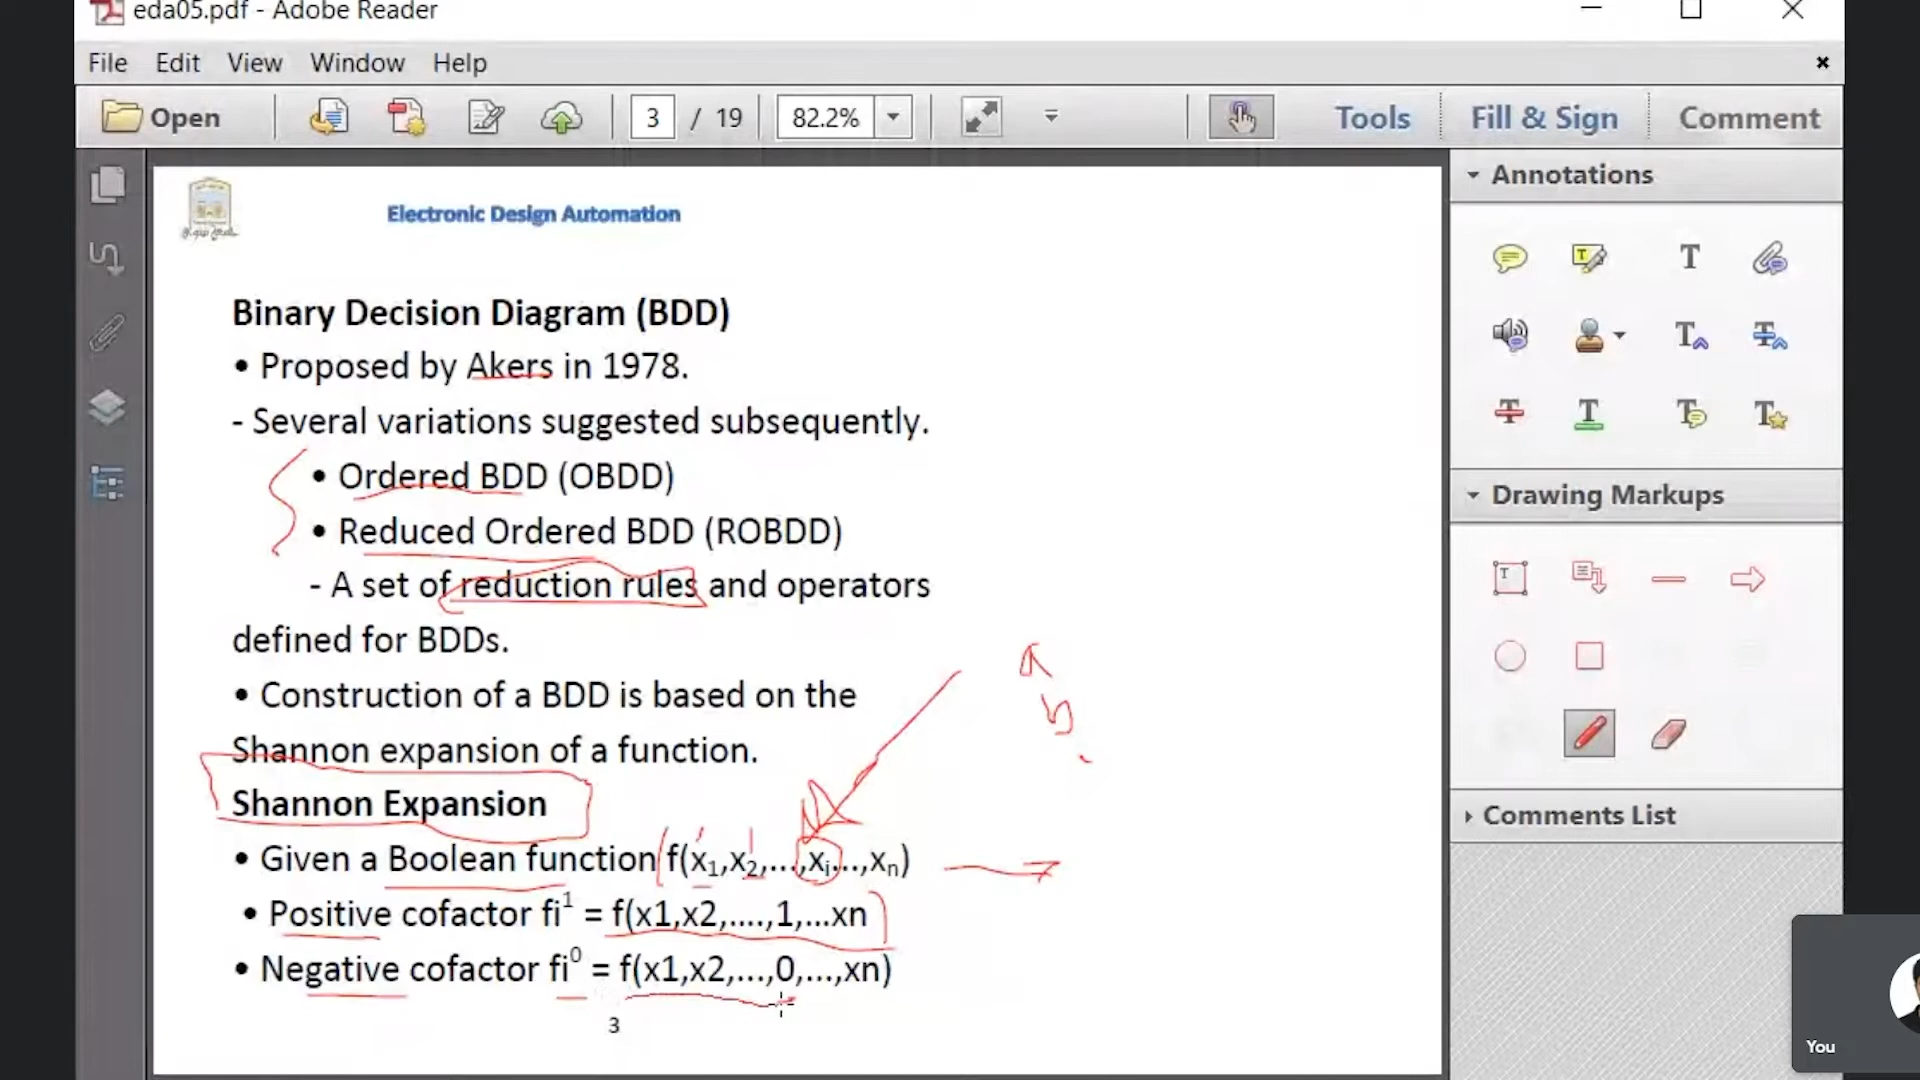 eda05.pdf - Adobe Reader
File Edit View Window Help
Open 3 / 19 82.2% Tools Fill & Sign Comment
Annotations
Drawing Markups
Comments List
Electronic Design Automation
Binary Decision Diagram (BDD)
• Proposed by Akers in 1978.
- Several variations suggested subsequently.
• Ordered BDD (OBDD)
• Reduced Ordered BDD (ROBDD)
- A set of reduction rules and operators
defined for BDDs.
• Construction of a BDD is based on the
Shannon expansion of a function.
Shannon Expansion
• Given a Boolean function f(x₁,x₂,...,xᵢ...,xₙ)
• Positive cofactor fi¹ = f(x1,x2,....,1,...xn
• Negative cofactor fi⁰ = f(x1,x2,...,0,...,xn)
3
a
b
You